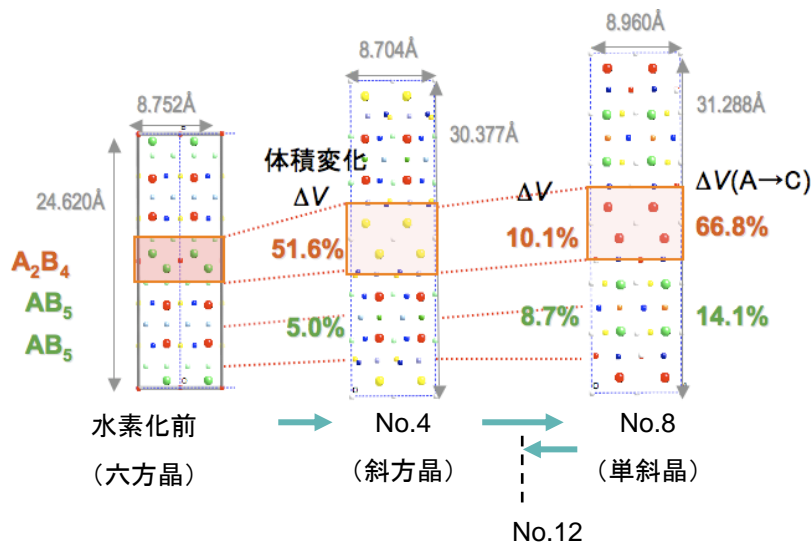 8.960Å
8.704Å
31.288Å
8.752Å
30.377Å
体積変化
24.620Å
ΔV
ΔV
ΔV(A→C)
51.6%
10.1%
66.8%
A₂B₄
AB₅
5.0%
8.7%
14.1%
AB₅
水素化前
No.4
No.8
（六方晶）
（斜方晶）
（単斜晶）
No.12